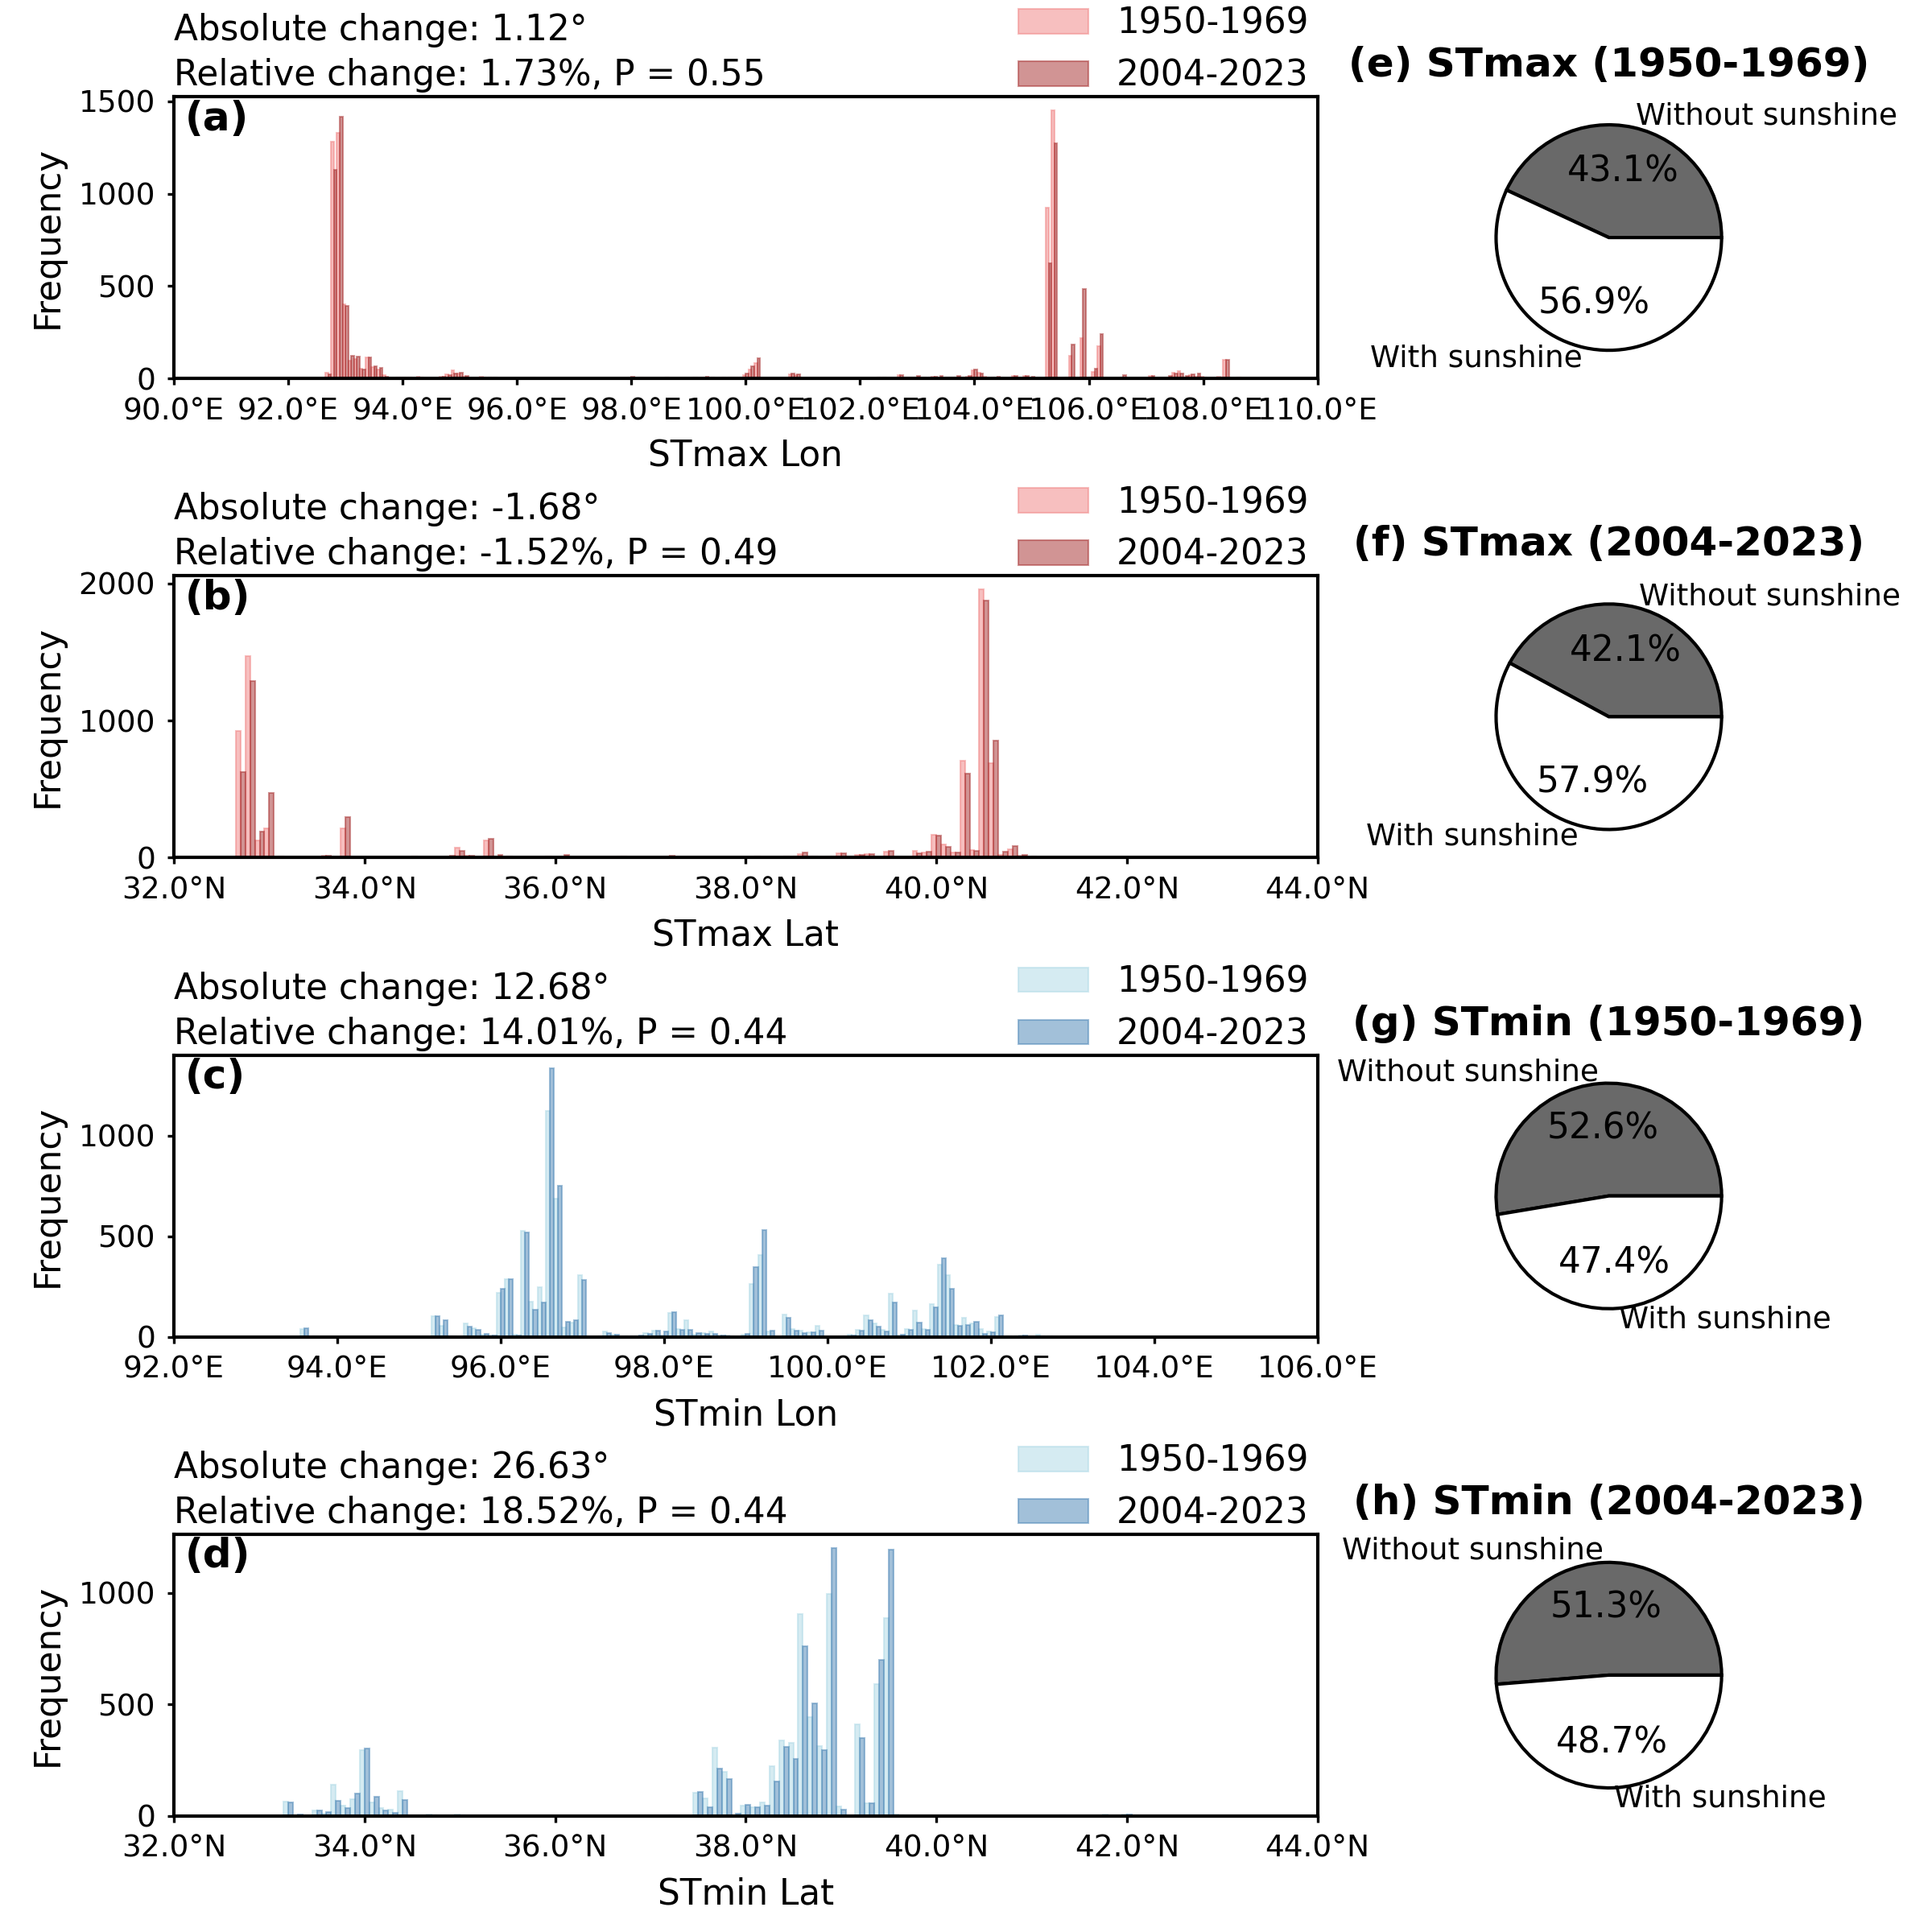 Absolute change: 1.12°
Relative change: 1.73%, P = 0.55
1950-1969
2004-2023
(a)
Frequency
1500
1000
500
0
90.0°E 92.0°E 94.0°E 96.0°E 98.0°E 100.0°E 102.0°E 104.0°E 106.0°E 108.0°E 110.0°E
STmax Lon
(e) STmax (1950-1969)
Without sunshine
43.1%
56.9%
With sunshine
Absolute change: -1.68°
Relative change: -1.52%, P = 0.49
1950-1969
2004-2023
(b)
Frequency
2000
1000
0
32.0°N 34.0°N 36.0°N 38.0°N 40.0°N 42.0°N 44.0°N
STmax Lat
(f) STmax (2004-2023)
Without sunshine
42.1%
57.9%
With sunshine
Absolute change: 12.68°
Relative change: 14.01%, P = 0.44
1950-1969
2004-2023
(c)
Frequency
1000
500
0
92.0°E 94.0°E 96.0°E 98.0°E 100.0°E 102.0°E 104.0°E 106.0°E
STmin Lon
(g) STmin (1950-1969)
Without sunshine
52.6%
47.4%
With sunshine
Absolute change: 26.63°
Relative change: 18.52%, P = 0.44
1950-1969
2004-2023
(d)
Frequency
1000
500
0
32.0°N 34.0°N 36.0°N 38.0°N 40.0°N 42.0°N 44.0°N
STmin Lat
(h) STmin (2004-2023)
Without sunshine
51.3%
48.7%
With sunshine